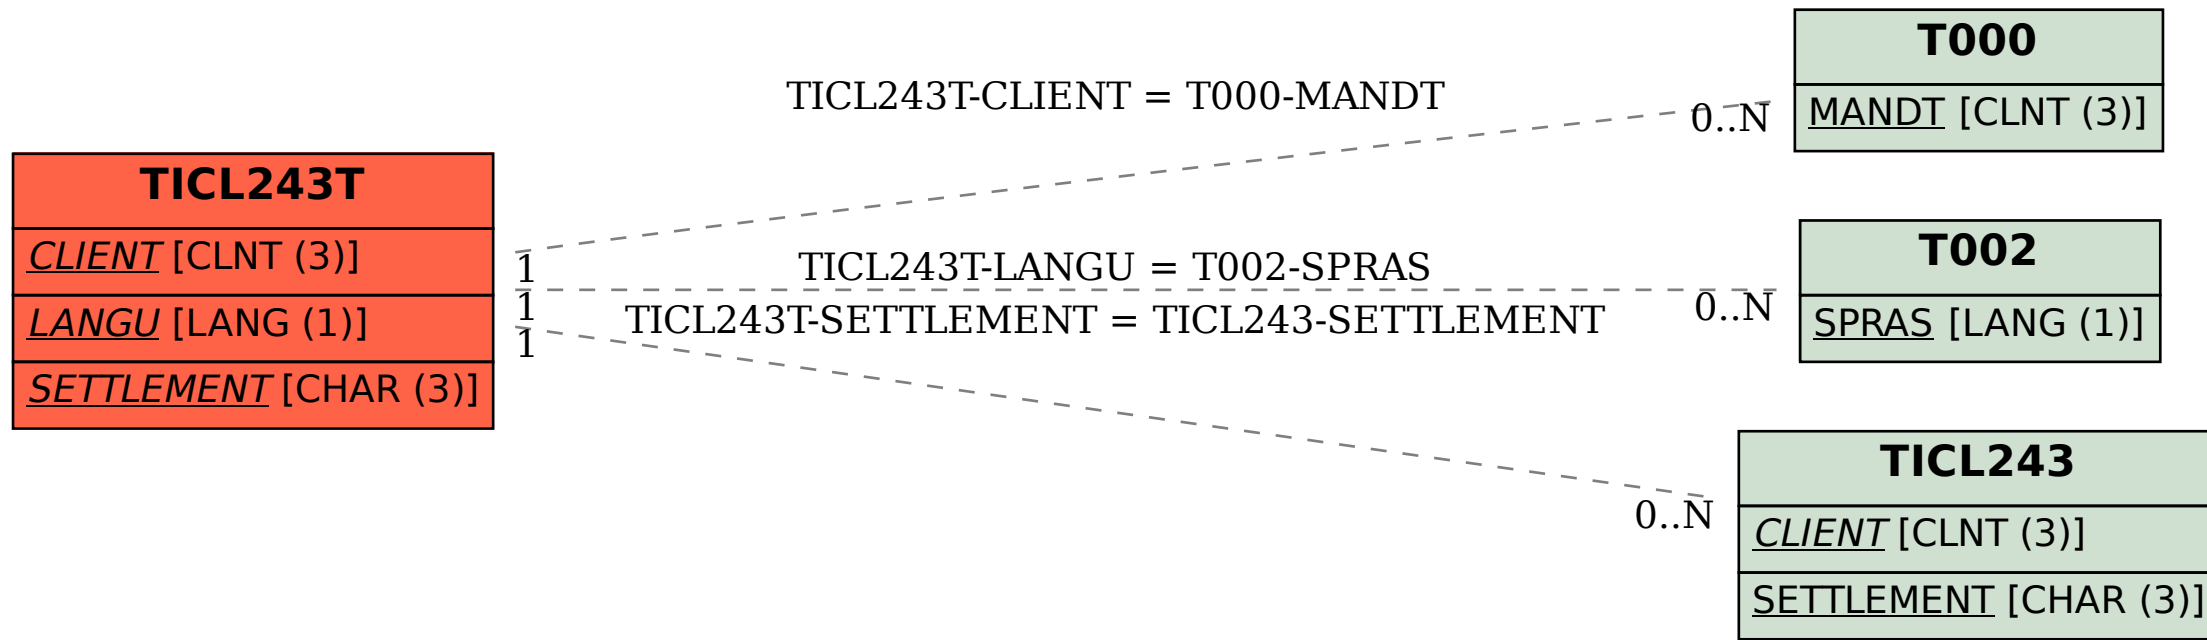 TICL243T
CLIENT [CLNT (3)]
LANGU [LANG (1)]
SETTLEMENT [CHAR (3)]
TICL243T-CLIENT = T000-MANDT
1
0..N
TICL243T-LANGU = T002-SPRAS
1
0..N
TICL243T-SETTLEMENT = TICL243-SETTLEMENT
1
0..N
T000
MANDT [CLNT (3)]
T002
SPRAS [LANG (1)]
TICL243
CLIENT [CLNT (3)]
SETTLEMENT [CHAR (3)]